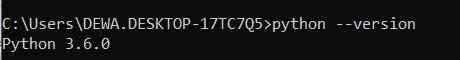 C:\Users\DEWA.DESKTOP-17TC7Q5>python --version
Python 3.6.0